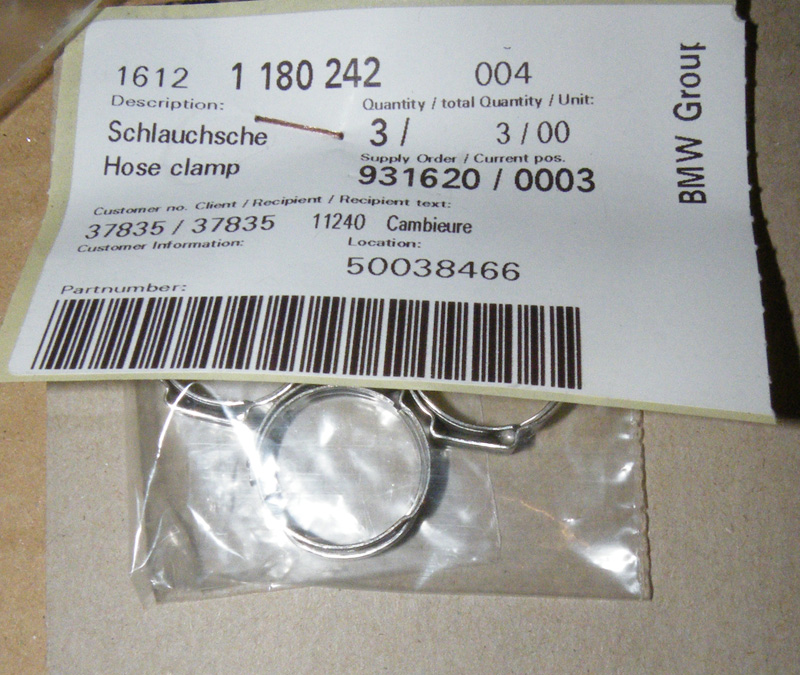 1612 1 180 242 004
Description: Quantity / total Quantity / Unit:
Schlauchsche 3 / 3 / 00
Hose clamp Supply Order / Current pos.
931620 / 0003
Customer no. Client / Recipient / Recipient text:
37835 / 37835 11240 Cambieure
Customer Information: Location:
50038466
Partnumber:
BMW Group